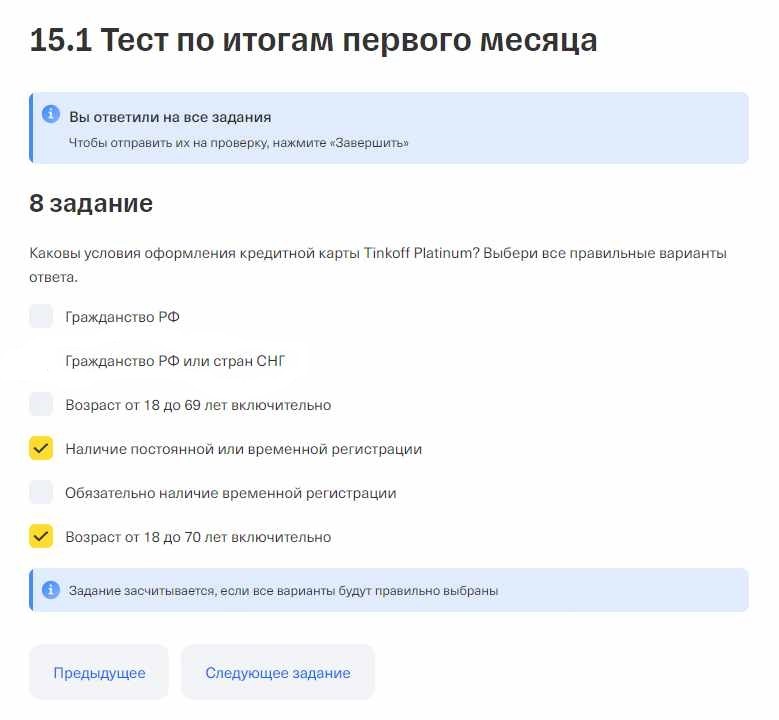 15.1 Тест по итогам первого месяца
Вы ответили на все задания
Чтобы отправить их на проверку, нажмите «Завершить»
8 задание
Каковы условия оформления кредитной карты Tinkoff Platinum? Выбери все правильные варианты
ответа.
Гражданство РФ
Гражданство РФ или стран СНГ
Возраст от 18 до 69 лет включительно
Наличие постоянной или временной регистрации
Обязательно наличие временной регистрации
Возраст от 18 до 70 лет включительно
Задание засчитывается, если все варианты будут правильно выбраны
Предыдущее
Следующее задание